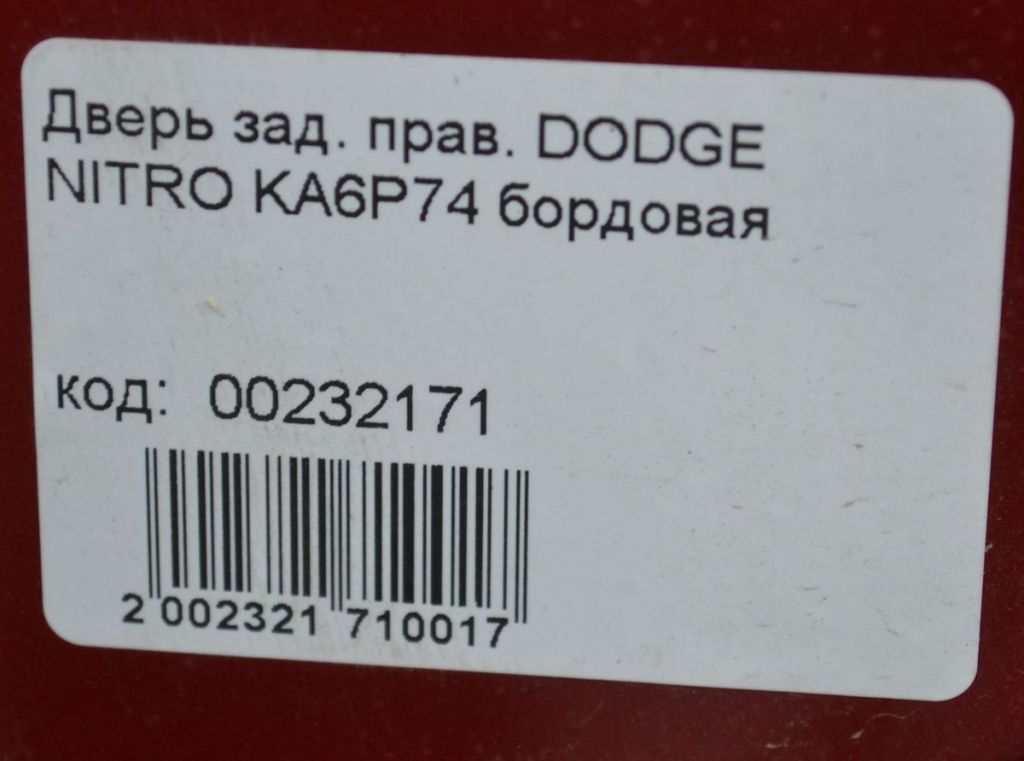 Дверь зад. прав. DODGE
NITRO KA6P74 бордовая
код: 00232171
2 002321 710017